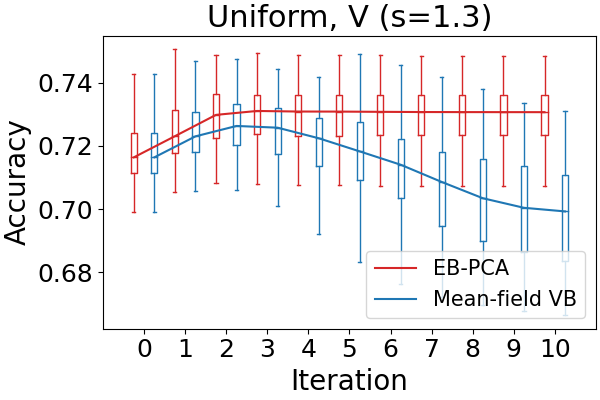 Uniform, V (s=1.3)
Accuracy
0.74
0.72
0.70
0.68
EB-PCA
Mean-field VB
0 1 2 3 4 5 6 7 8 9 10
Iteration